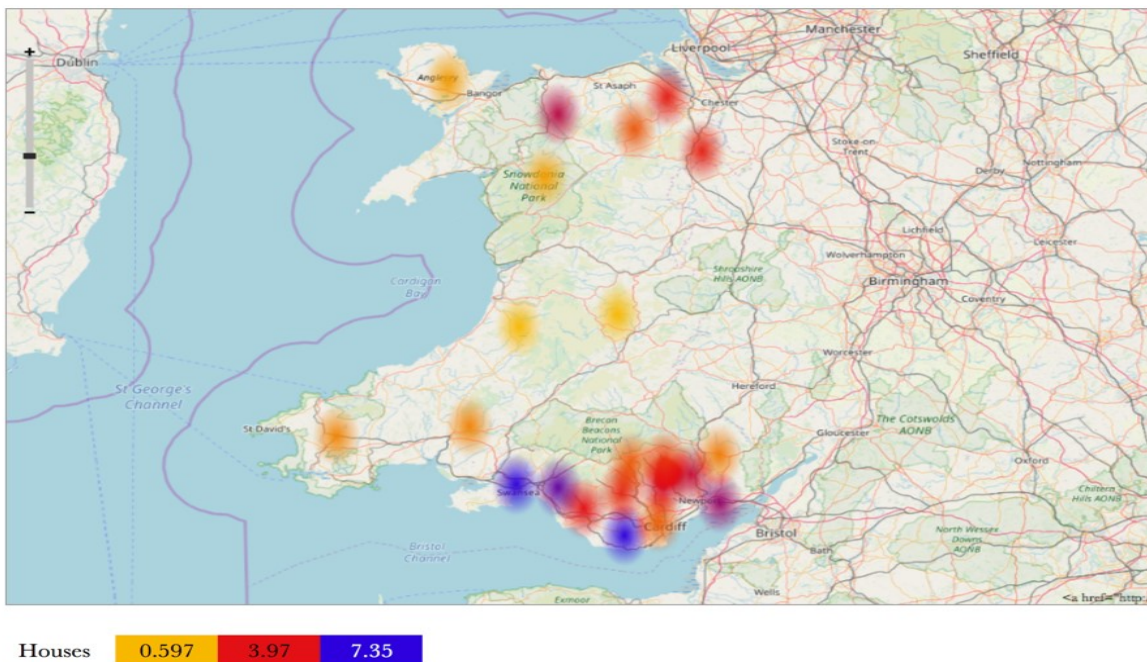 Liverpool
Manchester
Sheffield
+
Dublin
Anglesey
Bangor
St Asaph
Chester
Stoke-on-
Trent
Nottingham
Derby
Snowdonia
National
Park
Lichfield
Leicester
Wolverhampton
Shropshire
Hills AONB
Birmingham
Cardigan
Bay
Coventry
Worcester
St George's
Channel
Hereford
St David's
Brecon
Beacons
National
Park
The Cotswolds
AONB
Gloucester
Oxford
Chiltern
Hills AONB
Swansea
Newport
Cardiff
Bristol
North Wessex
Downs
AONB
Bristol
Channel
Bath
Wells
Exmoor
<a href="http:
−
Houses 0.597 3.97 7.35